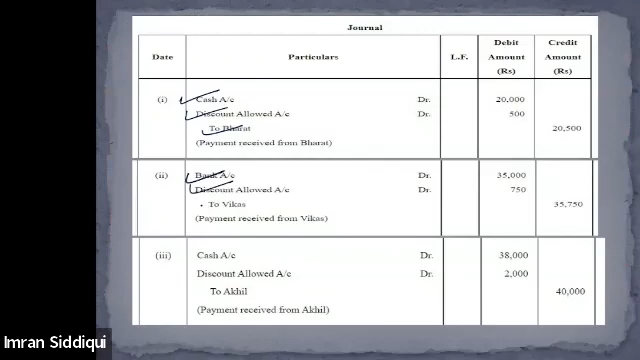 Journal
Date Particulars L.F. Debit Amount (Rs) Credit Amount (Rs)
(i) Cash A/c Dr. 20,000
Discount Allowed A/c Dr. 500
To Bharat 20,500
(Payment received from Bharat)
(ii) Bank A/c Dr. 35,000
Discount Allowed A/c Dr. 750
To Vikas 35,750
(Payment received from Vikas)
(iii) Cash A/c Dr. 38,000
Discount Allowed A/c Dr. 2,000
To Akhil 40,000
(Payment received from Akhil)
Imran Siddiqui